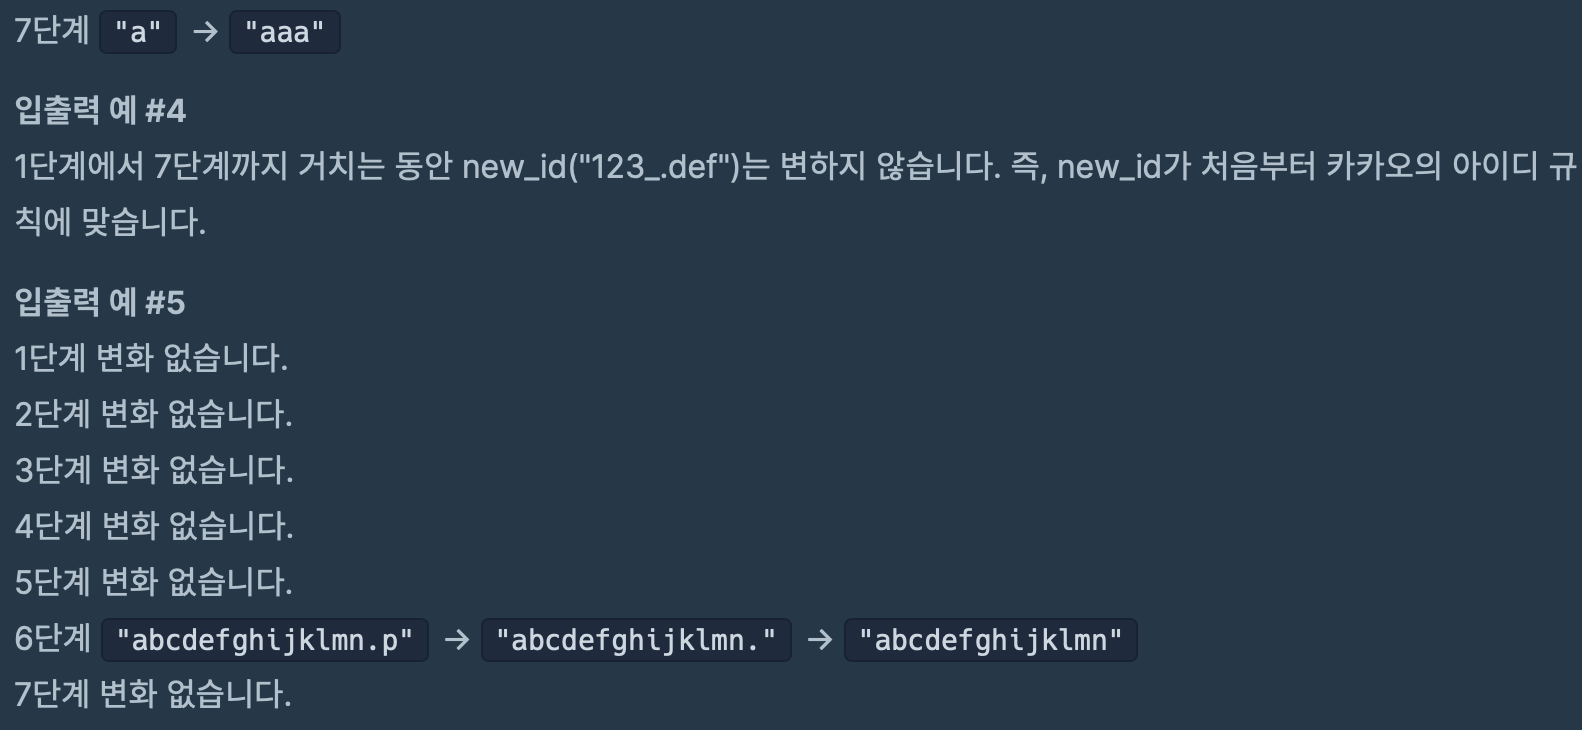 7단계 "a" → "aaa"
입출력 예 #4
1단계에서 7단계까지 거치는 동안 new_id("123_.def")는 변하지 않습니다. 즉, new_id가 처음부터 카카오의 아이디 규
칙에 맞습니다.
입출력 예 #5
1단계 변화 없습니다.
2단계 변화 없습니다.
3단계 변화 없습니다.
4단계 변화 없습니다.
5단계 변화 없습니다.
6단계 "abcdefghijklmn.p" → "abcdefghijklmn." → "abcdefghijklmn"
7단계 변화 없습니다.